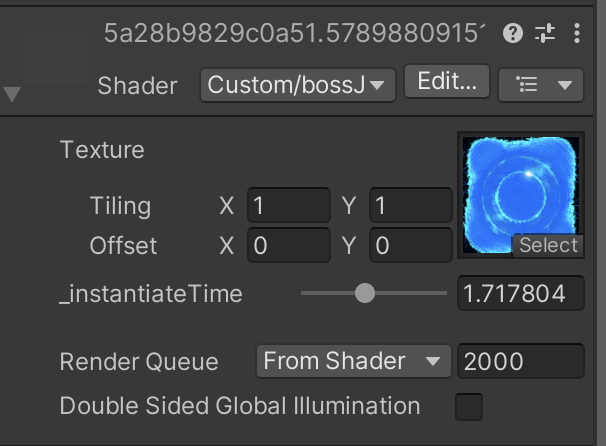 5a28b9829c0a51.57898809151
Shader Custom/bossJ Edit...
Texture
Tiling X 1 Y 1
Offset X 0 Y 0
Select
_instantiateTime 1.717804
Render Queue From Shader 2000
Double Sided Global Illumination